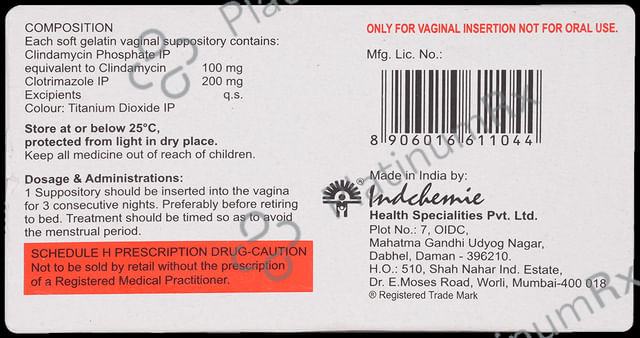 COMPOSITION
Each soft gelatin vaginal suppository contains:
Clindamycin Phosphate IP
equivalent to Clindamycin 100 mg
Clotrimazole IP 200 mg
Excipients q.s.
Colour: Titanium Dioxide IP
Store at or below 25°C,
protected from light in dry place.
Keep all medicine out of reach of children.
Dosage & Administrations:
1 Suppository should be inserted into the vagina
for 3 consecutive nights. Preferably before retiring
to bed. Treatment should be timed so as to avoid
the menstrual period.
SCHEDULE H PRESCRIPTION DRUG-CAUTION
Not to be sold by retail without the prescription
of a Registered Medical Practitioner.
ONLY FOR VAGINAL INSERTION NOT FOR ORAL USE.
Mfg. Lic. No.:
8 906016 611044
Made in India by:
Indchemie
Health Specialities Pvt. Ltd.
Plot No.: 7, OIDC,
Mahatma Gandhi Udyog Nagar,
Dabhel, Daman - 396210.
H.O.: 510, Shah Nahar Ind. Estate,
Dr. E.Moses Road, Worli, Mumbai-400 018
® Registered Trade Mark
PlatinumRx